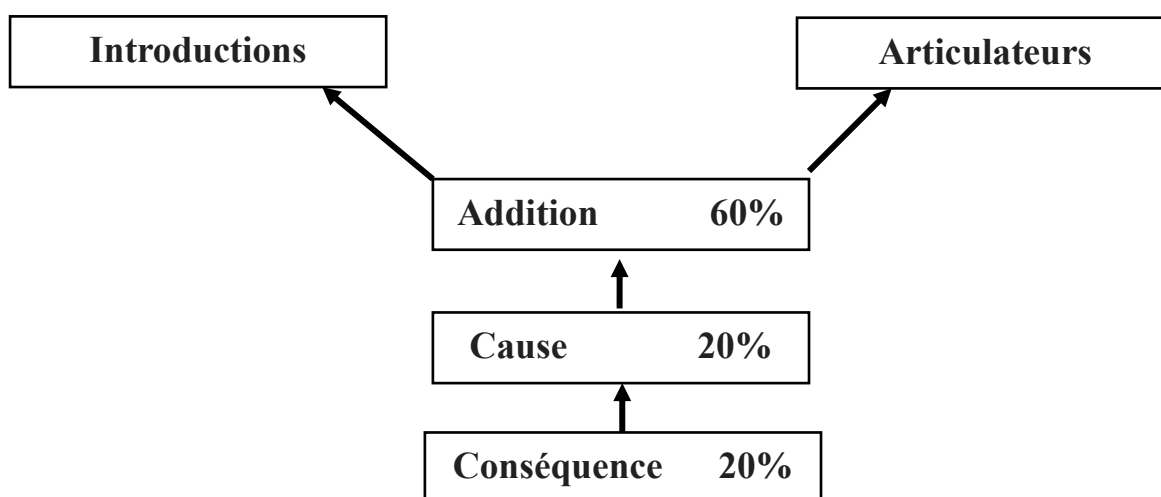 Introductions
Articulateurs
Addition 60%
Cause 20%
Conséquence 20%